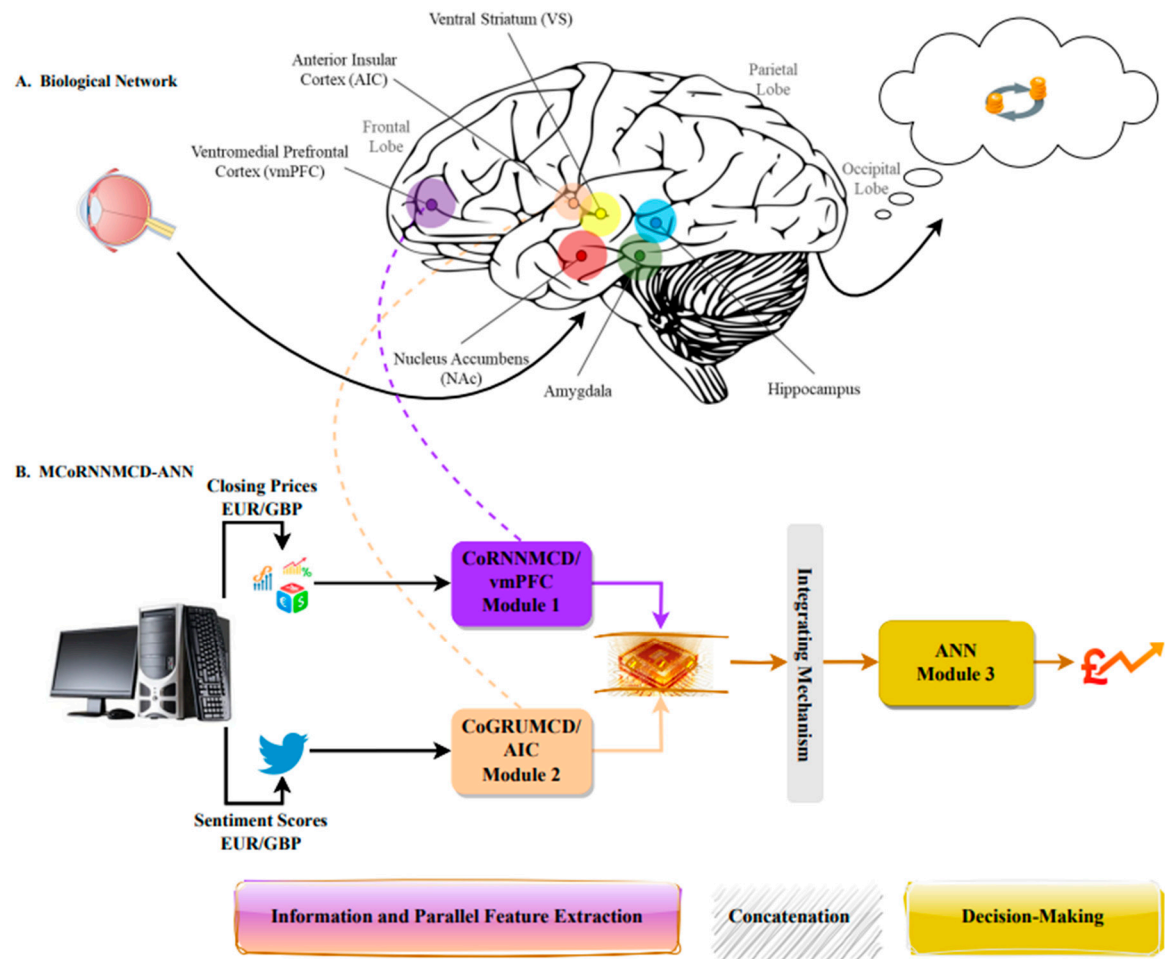 Ventral Striatum (VS)
Anterior Insular
Cortex (AIC)
Parietal
Lobe
A. Biological Network
Frontal
Lobe
Ventromedial Prefrontal
Cortex (vmPFC)
Occipital
Lobe
Nucleus Accumbens
(NAc)
Amygdala
Hippocampus
B. MCoRNNMCD-ANN
Closing Prices
EUR/GBP
CoRNNMCD/
vmPFC
Module 1
Integrating Mechanism
ANN
Module 3
CoGRUMCD/
AIC
Module 2
Sentiment Scores
EUR/GBP
Information and Parallel Feature Extraction
Concatenation
Decision-Making